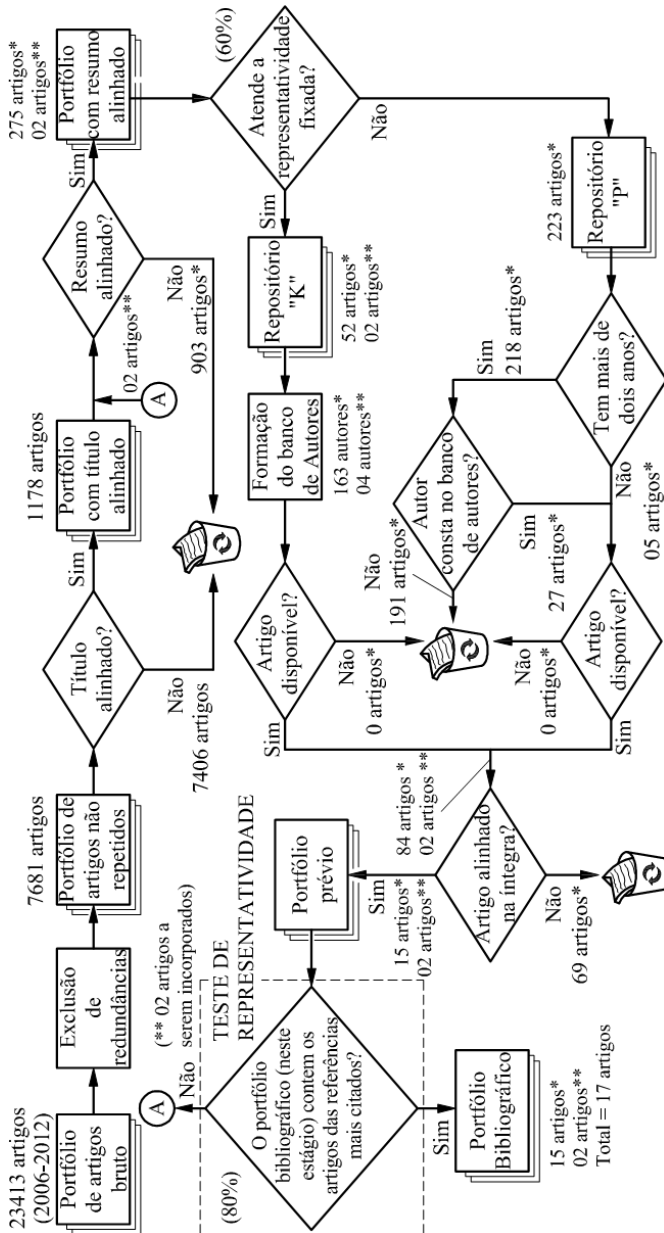 23413 artigos
(2006-2012)
Portfólio
de artigos
bruto
Exclusão
de
redundâncias
7681 artigos
Portfólio de
artigos não
repetidos
Título
alinhado?
Sim
Não
7406 artigos
1178 artigos
Portfólio
com título
alinhado
A
02 artigos**
Resumo
alinhado?
Sim
Não
903 artigos*
275 artigos*
02 artigos**
Portfólio
com resumo
alinhado
(60%)
Atende a
representatividade
fixada?
Sim
Não
Repositório
"K"
52 artigos*
02 artigos**
Formação
do banco
de Autores
163 autores*
04 autores**
Artigo
disponível?
Sim
Não
0 artigos*
223 artigos*
Repositório
"P"
Tem mais de
dois anos?
Sim
218 artigos*
Não
05 artigos*
Autor
consta no banco
de autores?
Não
191 artigos*
Sim
27 artigos*
Artigo
disponível?
Não
0 artigos*
Sim
84 artigos *
02 artigos **
Artigo alinhado
na íntegra?
Não
69 artigos*
Sim
15 artigos*
02 artigos**
Portfólio
prévio
TESTE DE
REPRESENTATIVIDADE
(80%)
O portfólio
bibliográfico (neste
estágio) contem os
artigos das referências
mais citados?
Não
A
(** 02 artigos a
serem incorporados)
Sim
Portfólio
Bibliográfico
15 artigos*
02 artigos**
Total = 17 artigos